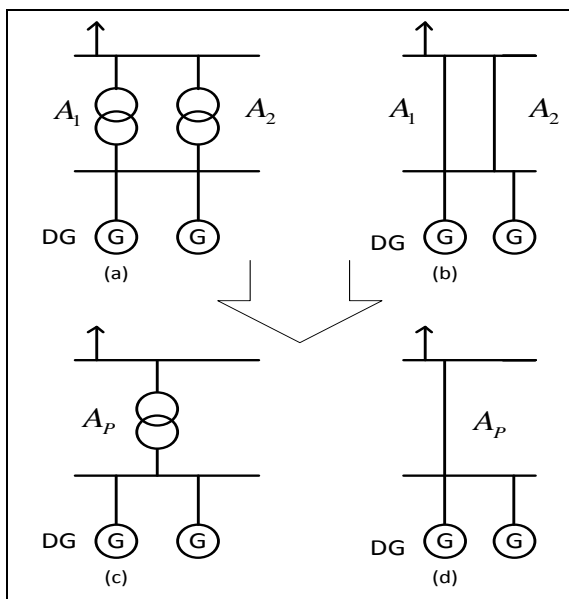 A1 A2
DG G G
(a)
A1 A2
DG G G
(b)
AP
DG G G
(c)
AP
DG G G
(d)